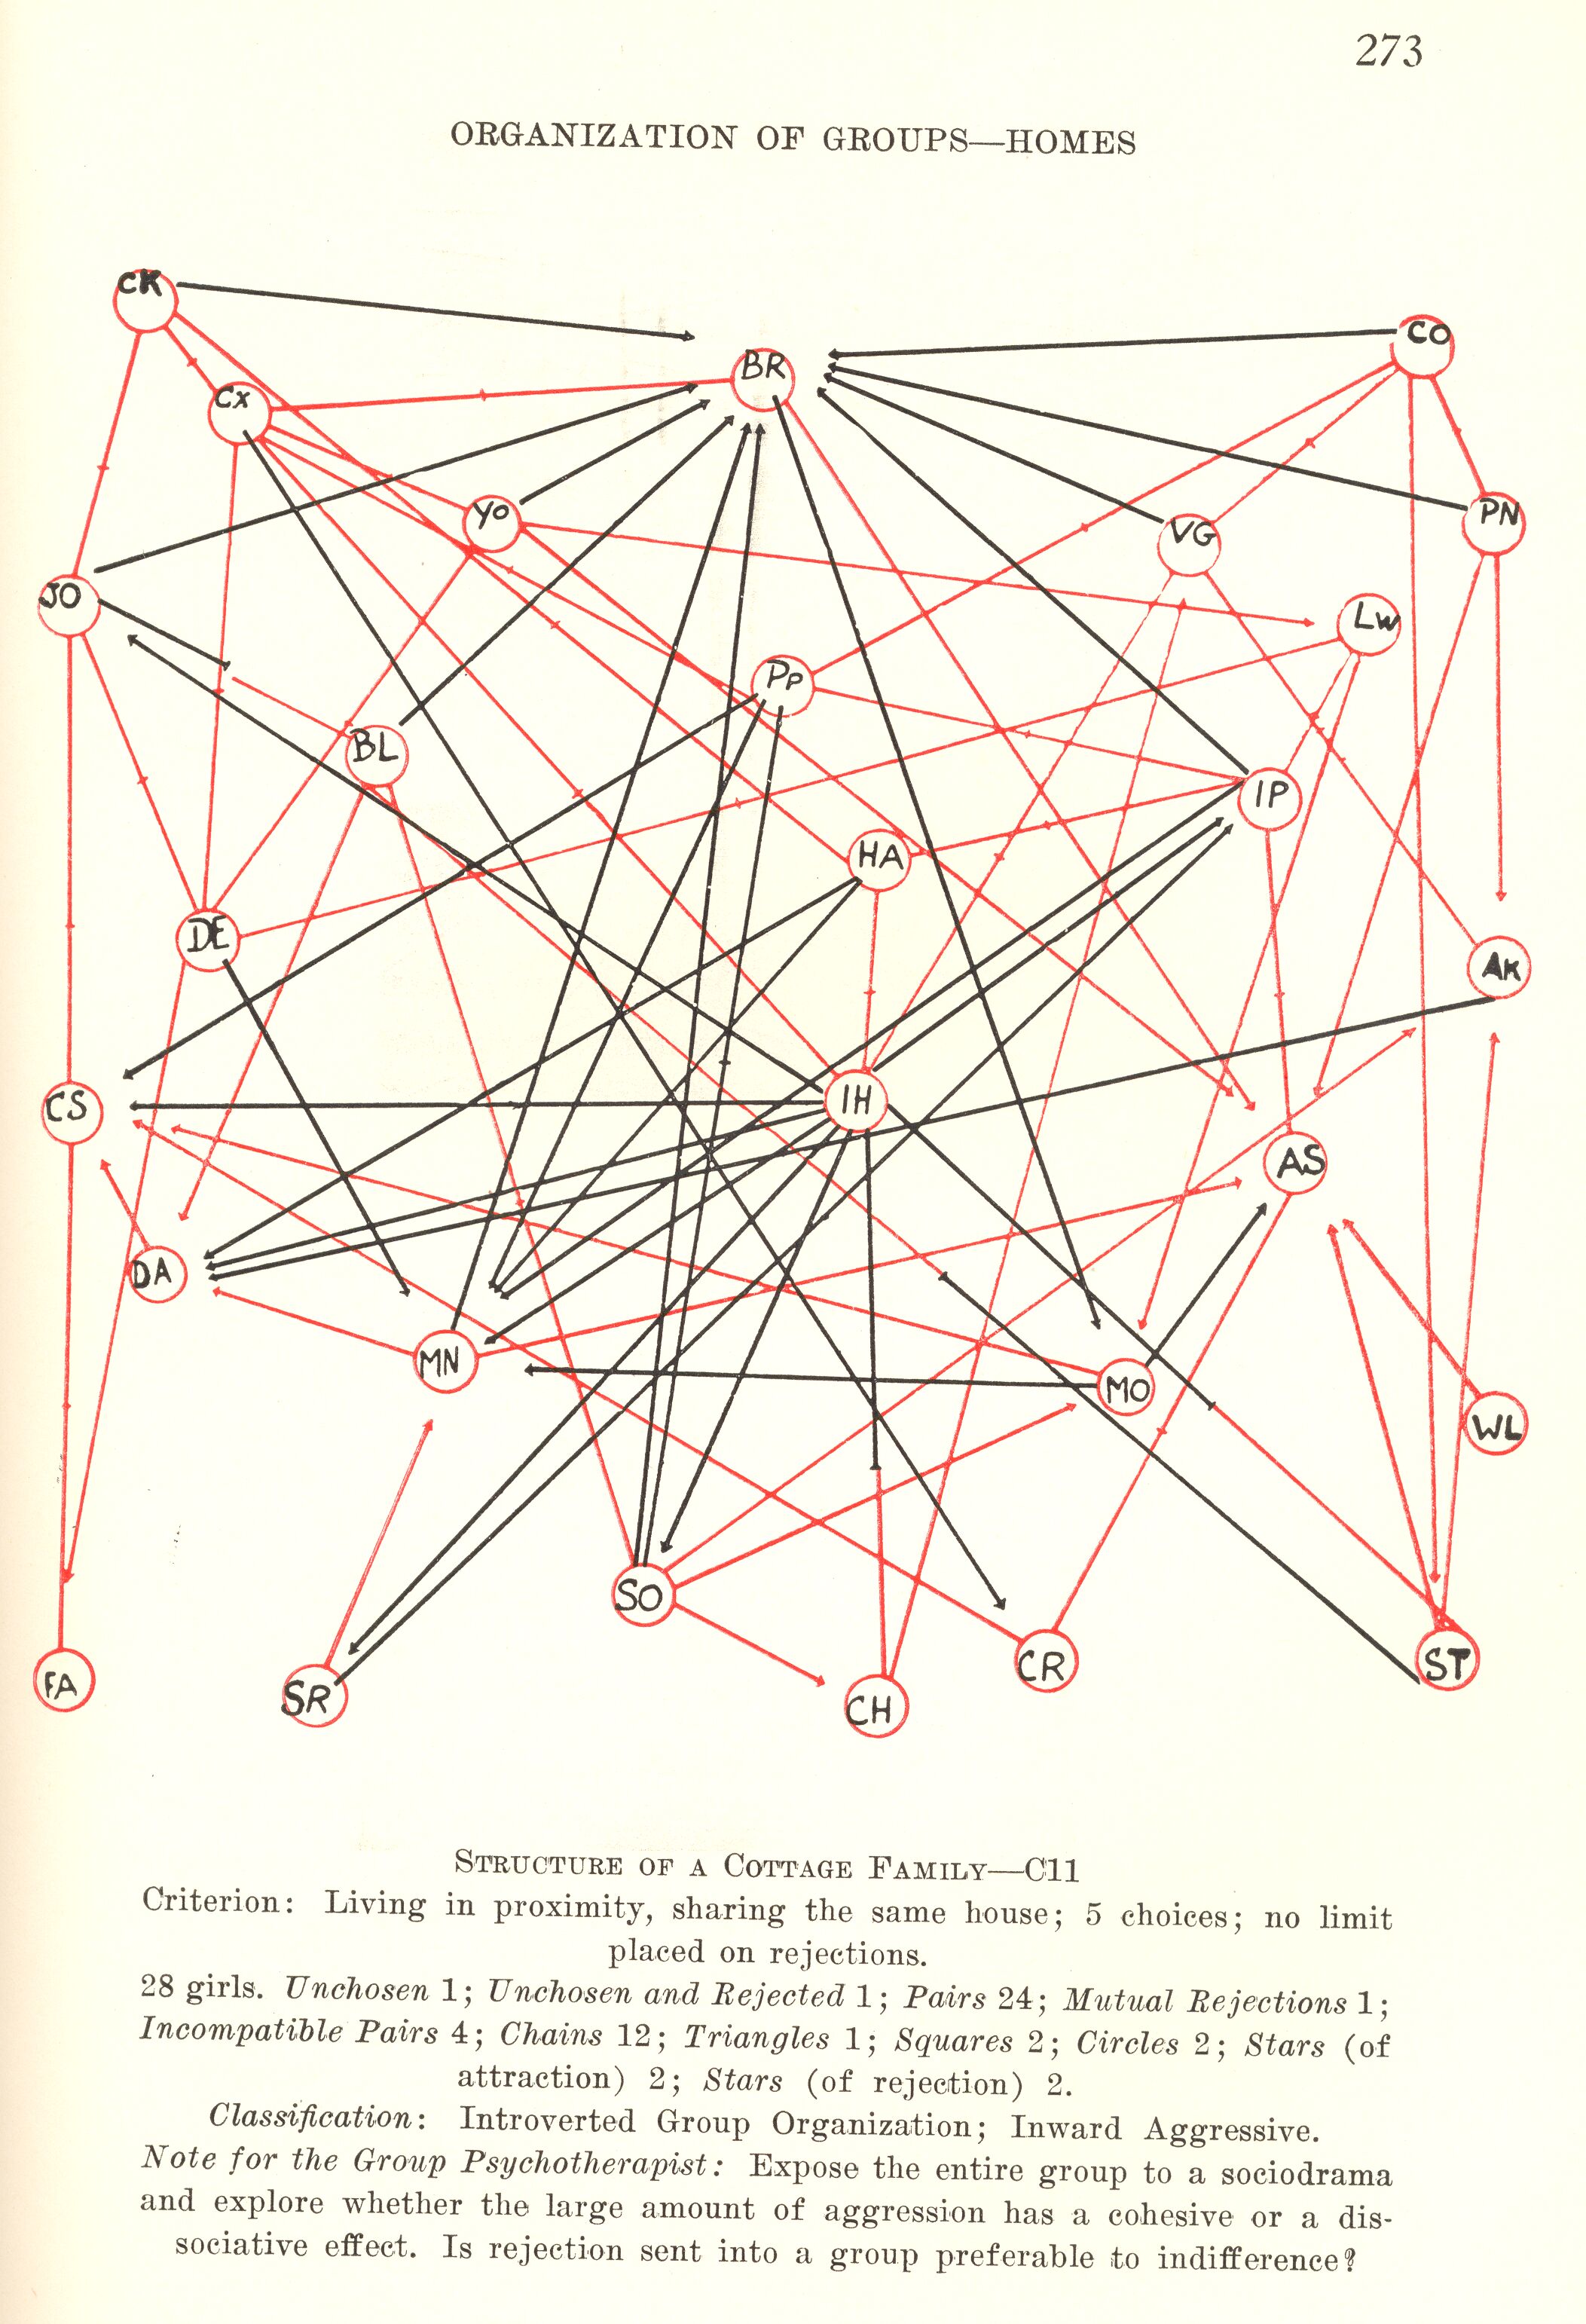 273
ORGANIZATION OF GROUPS—HOMES
CK
CO
BR
Cx
YO
PN
VG
JO
LW
PP
BL
IP
HA
DE
AK
CS
IH
AS
DA
MN
MO
WL
SO
ST
CR
FA
SR
CH
STRUCTURE OF A COTTAGE FAMILY—C11
Criterion: Living in proximity, sharing the same house; 5 choices; no limit
placed on rejections.
28 girls. Unchosen 1; Unchosen and Rejected 1; Pairs 24; Mutual Rejections 1;
Incompatible Pairs 4; Chains 12; Triangles 1; Squares 2; Circles 2; Stars (of
attraction) 2; Stars (of rejection) 2.
Classification: Introverted Group Organization; Inward Aggressive.
Note for the Group Psychotherapist: Expose the entire group to a sociodrama
and explore whether the large amount of aggression has a cohesive or a dis-
sociative effect. Is rejection sent into a group preferable to indifference?